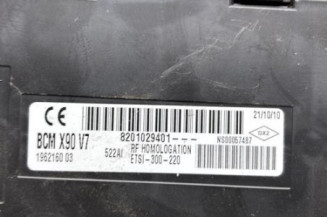 21/10/10
CE
8201029401---
NS00057487
BCM X90 V7
522AI RF HOMOLOGATION
1962160 03 ETSI-300-220